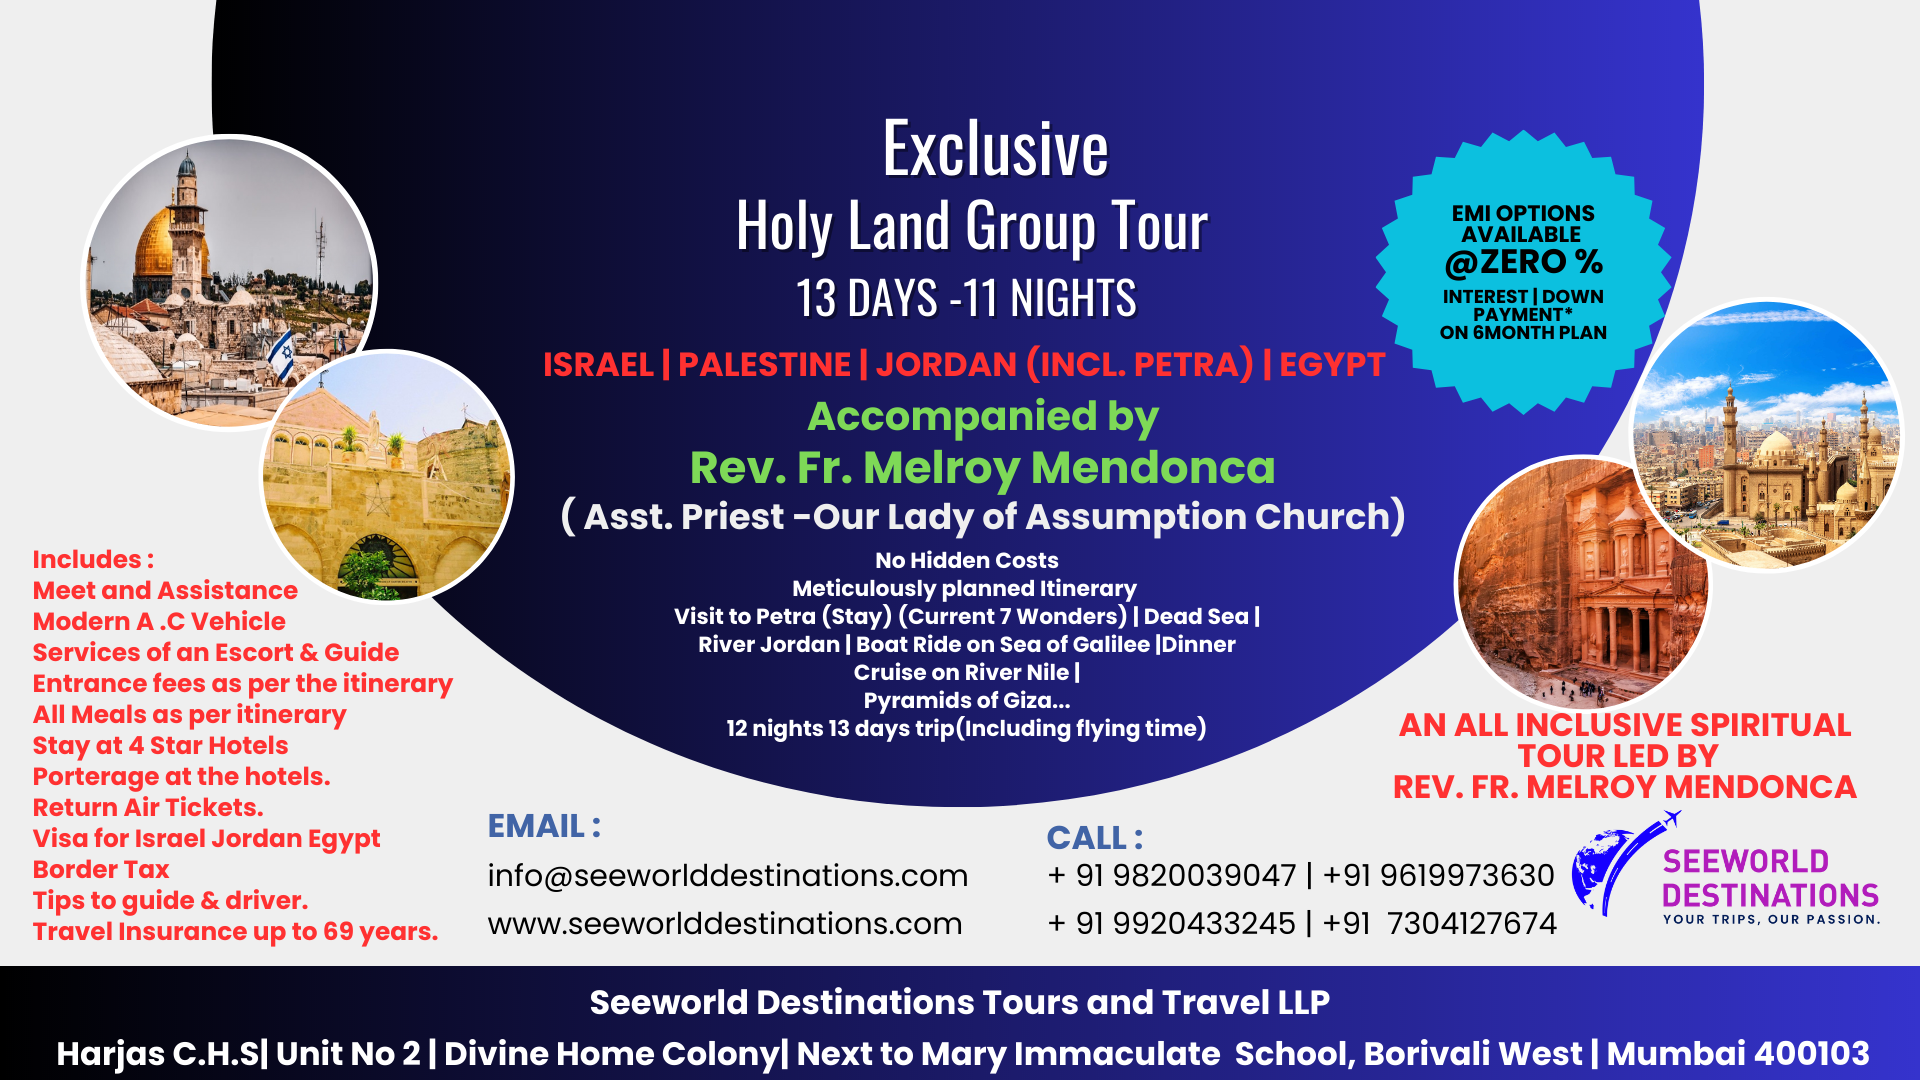 Exclusive
Holy Land Group Tour
13 DAYS -11 NIGHTS
ISRAEL | PALESTINE | JORDAN (INCL. PETRA) | EGYPT
Accompanied by
Rev. Fr. Melroy Mendonca
( Asst. Priest -Our Lady of Assumption Church)
No Hidden Costs
Meticulously planned Itinerary
Visit to Petra (Stay) (Current 7 Wonders) | Dead Sea |
River Jordan | Boat Ride on Sea of Galilee |Dinner
Cruise on River Nile |
Pyramids of Giza...
12 nights 13 days trip(Including flying time)
EMI OPTIONS
AVAILABLE
@ZERO %
INTEREST | DOWN
PAYMENT*
ON 6MONTH PLAN
Includes :
Meet and Assistance
Modern A .C Vehicle
Services of an Escort & Guide
Entrance fees as per the itinerary
All Meals as per itinerary
Stay at 4 Star Hotels
Porterage at the hotels.
Return Air Tickets.
Visa for Israel Jordan Egypt
Border Tax
Tips to guide & driver.
Travel Insurance up to 69 years.
AN ALL INCLUSIVE SPIRITUAL
TOUR LED BY
REV. FR. MELROY MENDONCA
EMAIL :
info@seeworlddestinations.com
www.seeworlddestinations.com
CALL :
+ 91 9820039047 | +91 9619973630
+ 91 9920433245 | +91  7304127674
SEEWORLD
DESTINATIONS
YOUR TRIPS, OUR PASSION.
Seeworld Destinations Tours and Travel LLP
Harjas C.H.S| Unit No 2 | Divine Home Colony| Next to Mary Immaculate  School, Borivali West | Mumbai 400103